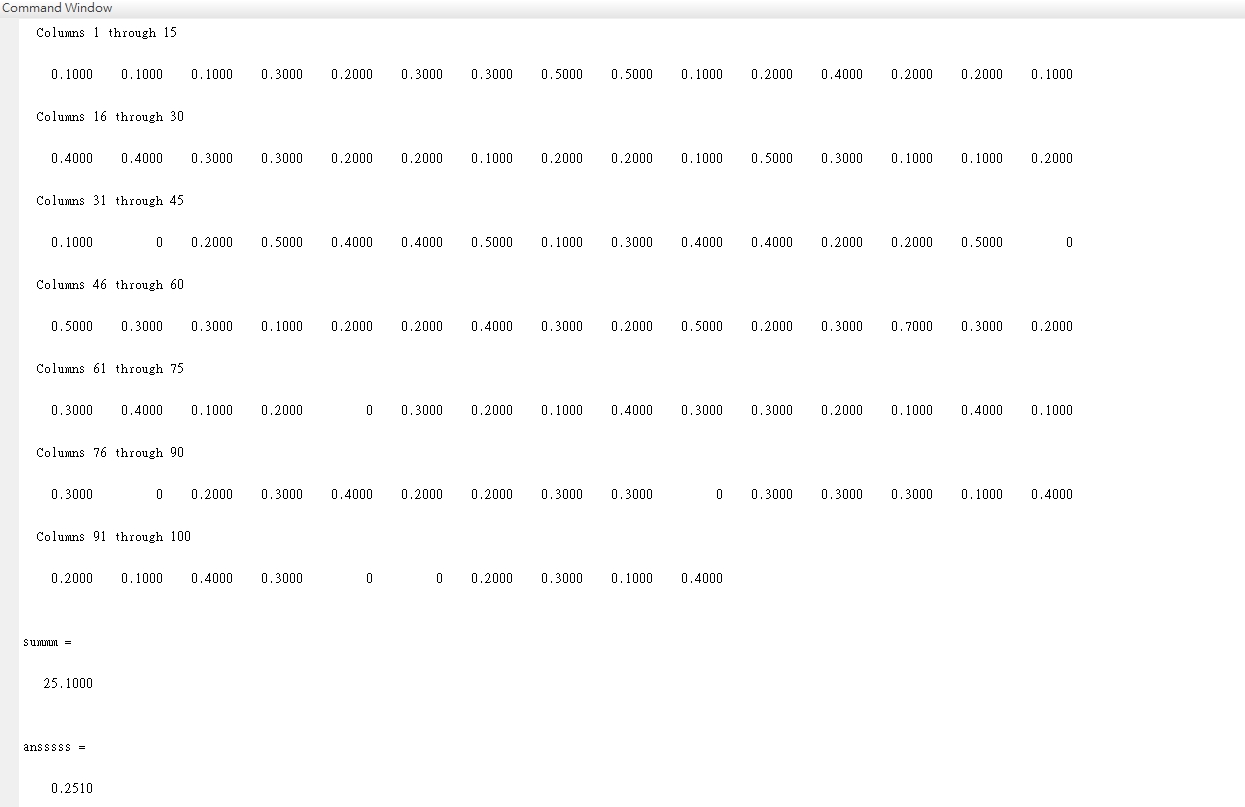 Command Window
Columns 1 through 15
0.1000 0.1000 0.1000 0.3000 0.2000 0.3000 0.3000 0.5000 0.5000 0.1000 0.2000 0.4000 0.2000 0.2000 0.1000
Columns 16 through 30
0.4000 0.4000 0.3000 0.3000 0.2000 0.2000 0.1000 0.2000 0.2000 0.1000 0.5000 0.3000 0.1000 0.1000 0.2000
Columns 31 through 45
0.1000 0 0.2000 0.5000 0.4000 0.4000 0.5000 0.1000 0.3000 0.4000 0.4000 0.2000 0.2000 0.5000 0
Columns 46 through 60
0.5000 0.3000 0.3000 0.1000 0.2000 0.2000 0.4000 0.3000 0.2000 0.5000 0.2000 0.3000 0.7000 0.3000 0.2000
Columns 61 through 75
0.3000 0.4000 0.1000 0.2000 0 0.3000 0.2000 0.1000 0.4000 0.3000 0.3000 0.2000 0.1000 0.4000 0.1000
Columns 76 through 90
0.3000 0 0.2000 0.3000 0.4000 0.2000 0.2000 0.3000 0.3000 0 0.3000 0.3000 0.3000 0.1000 0.4000
Columns 91 through 100
0.2000 0.1000 0.4000 0.3000 0 0 0.2000 0.3000 0.1000 0.4000
summm =
25.1000
ansssss =
0.2510